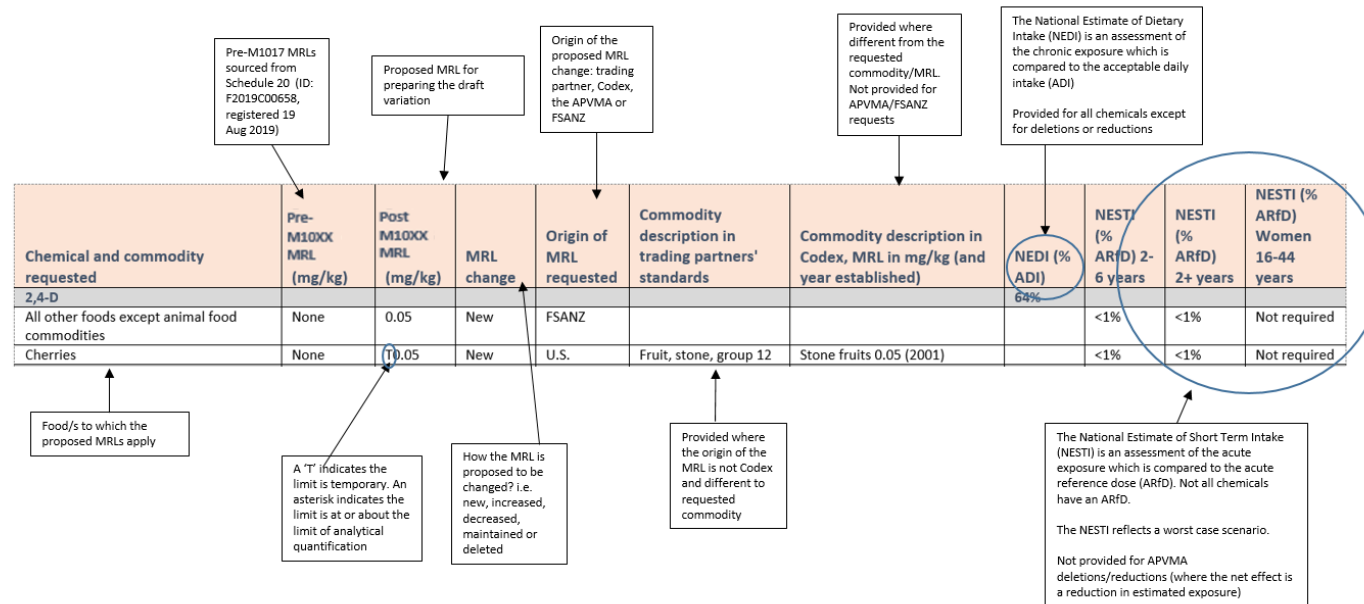 Pre-M1017 MRLs
sourced from
Schedule 20  (ID:
F2019C00658,
registered 19
Aug 2019)
Proposed MRL for
preparing the draft
variation
Origin of the
proposed MRL
change: trading
partner, Codex,
the APVMA or
FSANZ
Provided where
different from the
requested
commodity/MRL.
Not provided for
APVMA/FSANZ
requests
The National Estimate of Dietary
Intake (NEDI) is an assessment of
the chronic exposure which is
compared to the acceptable daily
intake (ADI)
Provided for all chemicals except
for deletions or reductions
Chemical and commodity
requested
Pre-
M10XX
MRL
(mg/kg)
Post
M10XX
MRL
(mg/kg)
MRL
change
Origin of
MRL
requested
Commodity
description in
trading partners'
standards
Commodity description in
Codex, MRL in mg/kg (and
year established)
NEDI (%
ADI)
NESTI
(%
ARfD) 2-
6 years
NESTI
(%
ARfD)
2+ years
NESTI (%
ARfD)
Women
16-44
years
2,4-D 64%
All other foods except animal food
commodities
None 0.05 New FSANZ <1% <1% Not required
Cherries None T0.05 New U.S. Fruit, stone, group 12 Stone fruits 0.05 (2001) <1% <1% Not required
Food/s to which the
proposed MRLs apply
A 'T' indicates the
limit is temporary. An
asterisk indicates the
limit is at or about the
limit of analytical
quantification
How the MRL is
proposed to be
changed? i.e.
new, increased,
decreased,
maintained or
deleted
Provided where
the origin of the
MRL is not Codex
and different to
requested
commodity
The National Estimate of Short Term Intake
(NESTI) is an assessment of the acute
exposure which is compared to the acute
reference dose (ARfD). Not all chemicals
have an ARfD.
The NESTI reflects a worst case scenario.
Not provided for APVMA
deletions/reductions (where the net effect is
a reduction in estimated exposure)